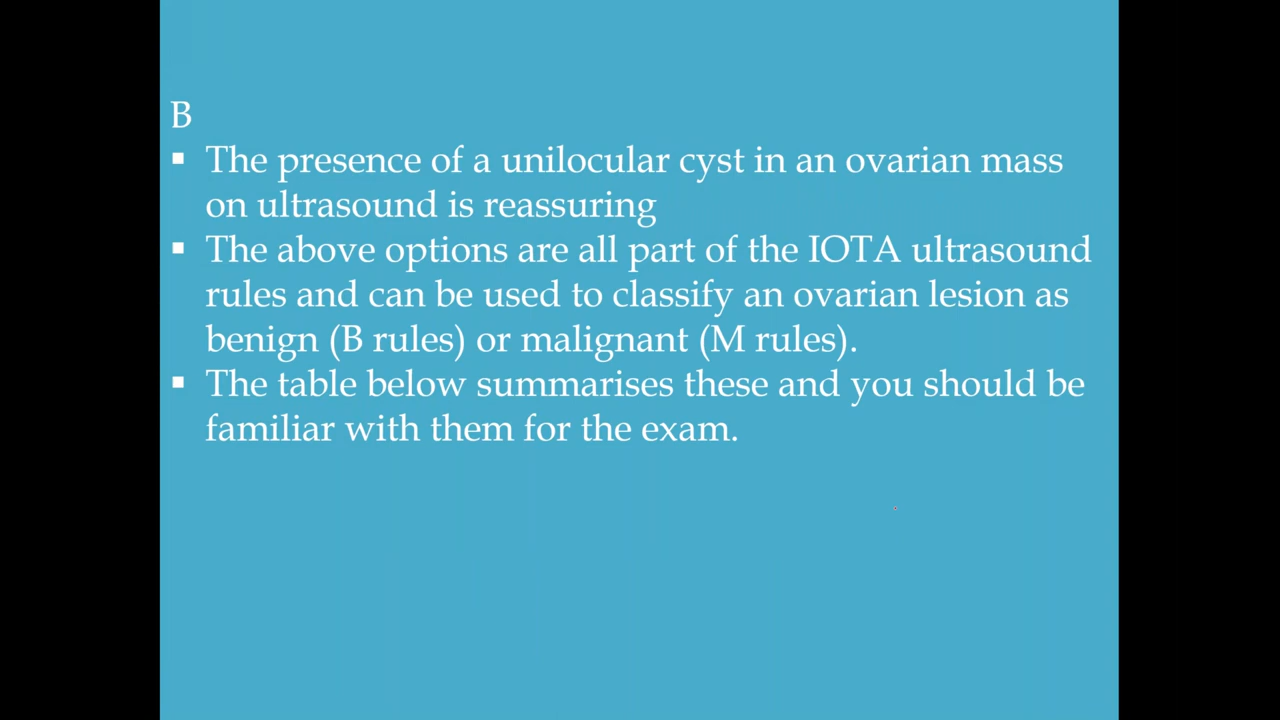 B
▪ The presence of a unilocular cyst in an ovarian mass
on ultrasound is reassuring
▪ The above options are all part of the IOTA ultrasound
rules and can be used to classify an ovarian lesion as
benign (B rules) or malignant (M rules).
▪ The table below summarises these and you should be
familiar with them for the exam.